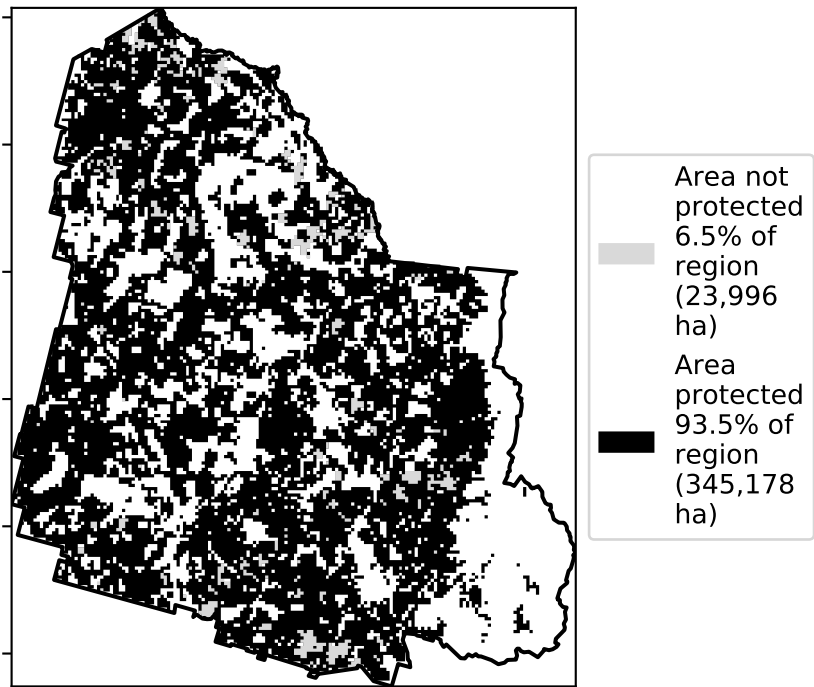 Area not
protected
6.5% of
region
(23,996
ha)
Area
protected
93.5% of
region
(345,178
ha)